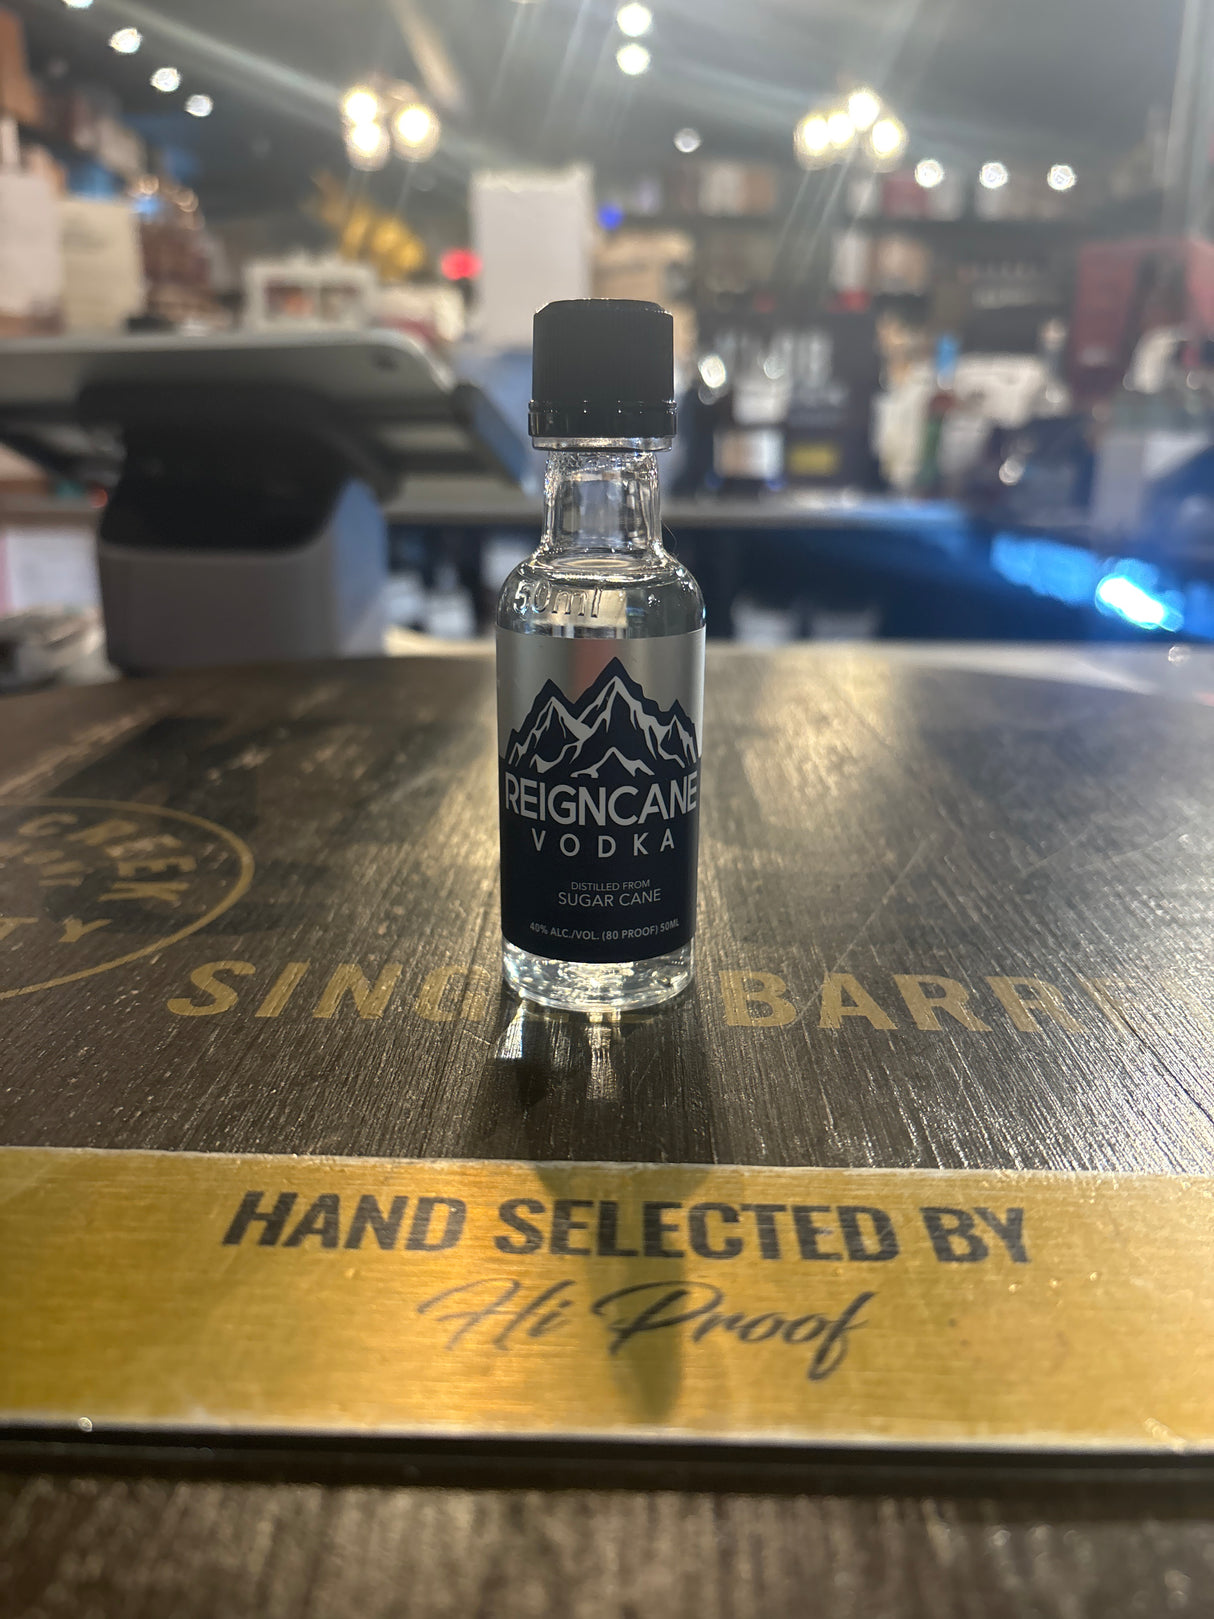 50ml
REIGNCANE
VODKA
DISTILLED FROM
SUGAR CANE
40% ALC./VOL. (80 PROOF) 50ML
CREEK
SING BARRE
HAND SELECTED BY
Hi Proof